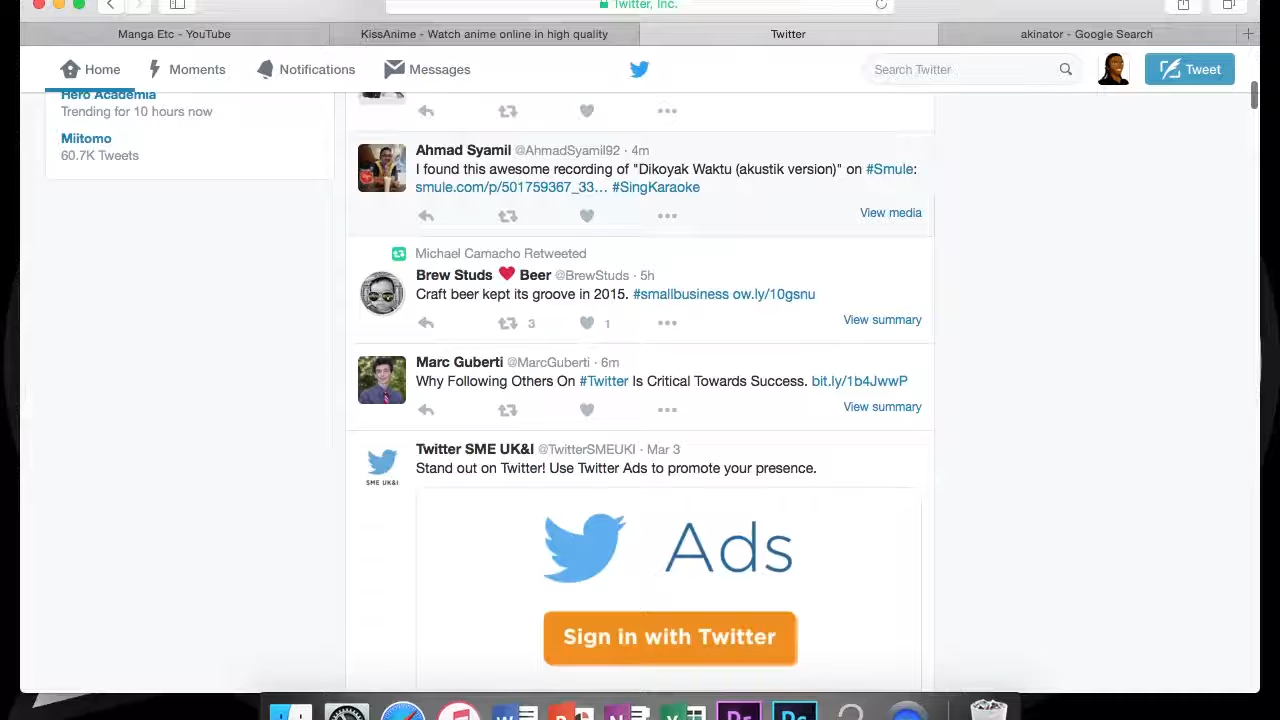 Twitter, Inc.
Manga Etc - YouTube
KissAnime - Watch anime online in high quality
Twitter
akinator - Google Search
Home
Moments
Notifications
Messages
Search Twitter
Tweet
Hero Academia
Trending for 10 hours now
Miitomo
60.7K Tweets
Ahmad Syamil @AhmadSyamil92 · 4m
I found this awesome recording of "Dikoyak Waktu (akustik version)" on #Smule:
smule.com/p/501759367_33… #SingKaraoke
View media
Michael Camacho Retweeted
Brew Studs ❤ Beer @BrewStuds · 5h
Craft beer kept its groove in 2015. #smallbusiness ow.ly/10gsnu
3
1
View summary
Marc Guberti @MarcGuberti · 6m
Why Following Others On #Twitter Is Critical Towards Success. bit.ly/1b4JwwP
View summary
Twitter SME UK&I @TwitterSMEUKI · Mar 3
Stand out on Twitter! Use Twitter Ads to promote your presence.
SME UK&I
Ads
Sign in with Twitter